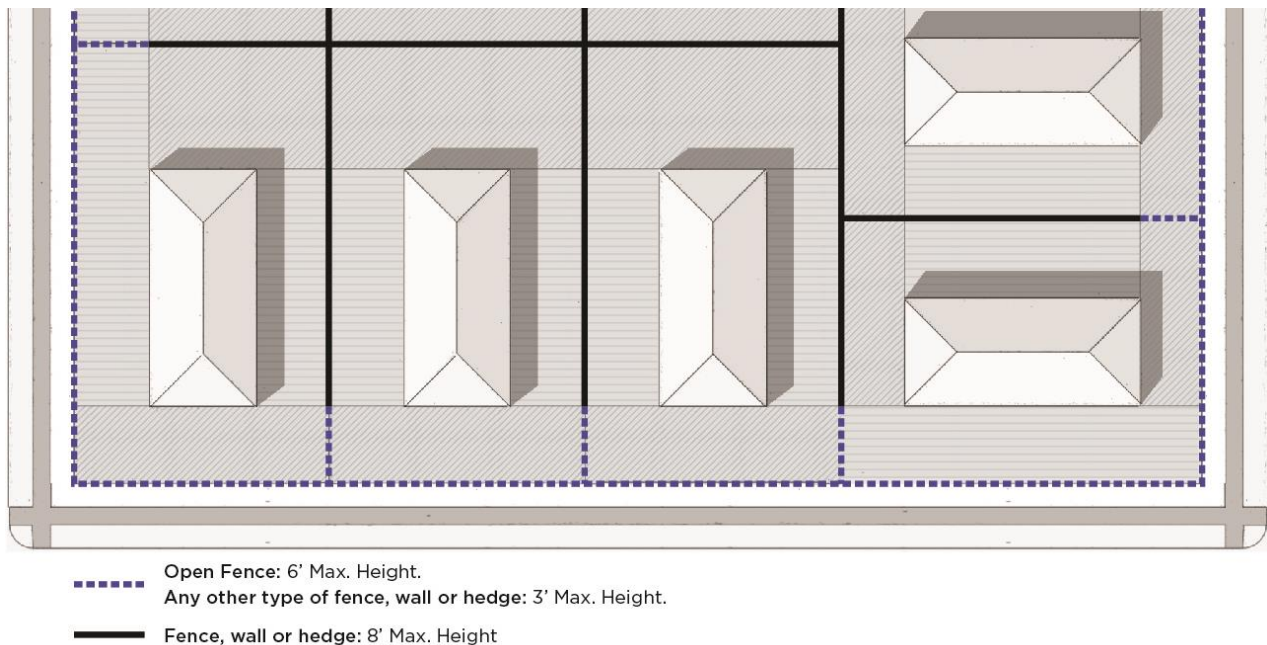 Open Fence: 6’ Max. Height.
Any other type of fence, wall or hedge: 3’ Max. Height.
Fence, wall or hedge: 8’ Max. Height